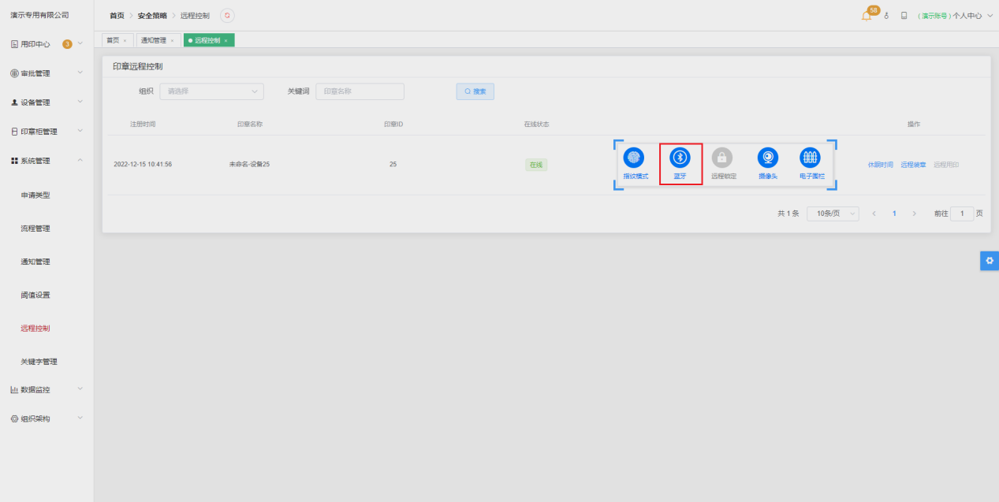 演示专用有限公司
首页 > 安全策略 > 远程控制
58
(演示账号)个人中心
首页 ×
通知管理 ×
远程控制 ×
用印中心 3
审批管理
设备管理
印章柜管理
系统管理
申请类型
流程管理
通知管理
阈值设置
远程控制
关键字管理
数据监控
组织架构
印章远程控制
组织 请选择 关键词 印章名称 搜索
注册时间 印章名称 印章ID 在线状态 操作
2022-12-15 10:41:56 未命名-设备25 25 在线
指纹模式 蓝牙 远程锁定 摄像头 电子围栏
休眠时间 远程装章 远程用印
共 1 条 10条/页 < 1 > 前往 1 页